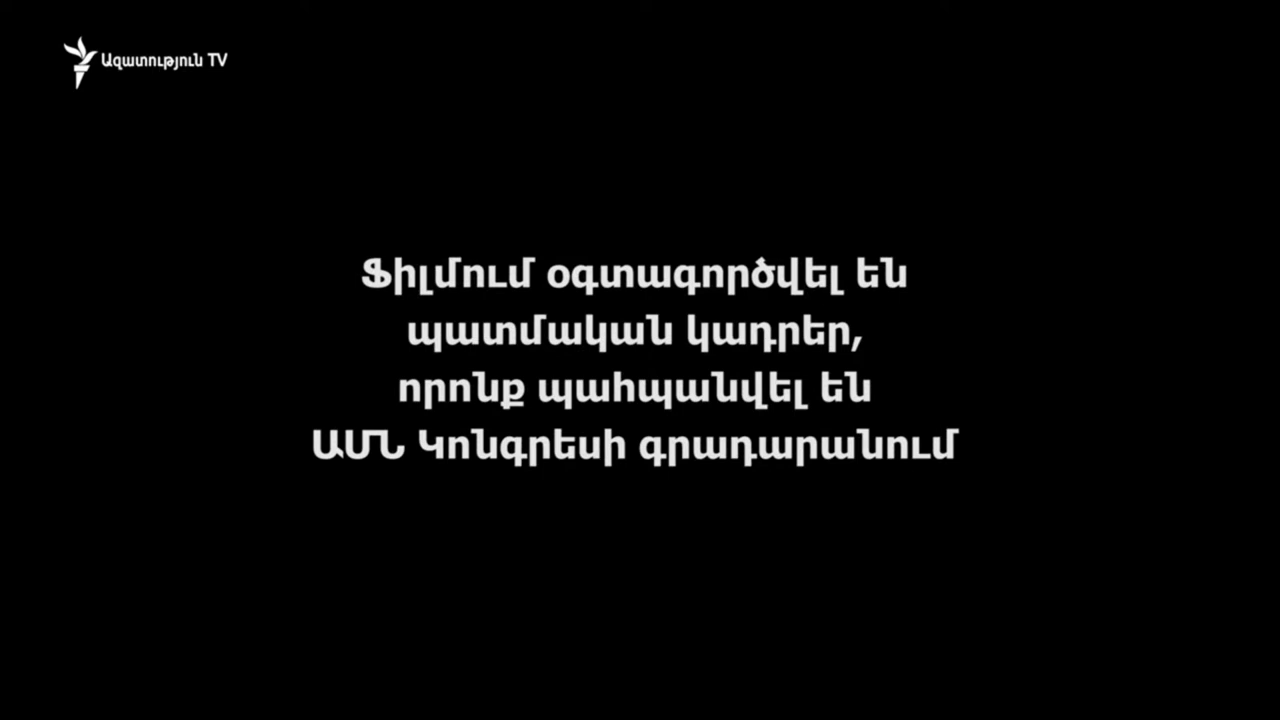 Ազատություն TV
Ֆիլմում օգտագործվել են
պատմական կադրեր,
որոնք պահպանվել են
ԱՄՆ Կոնգրեսի գրադարանում